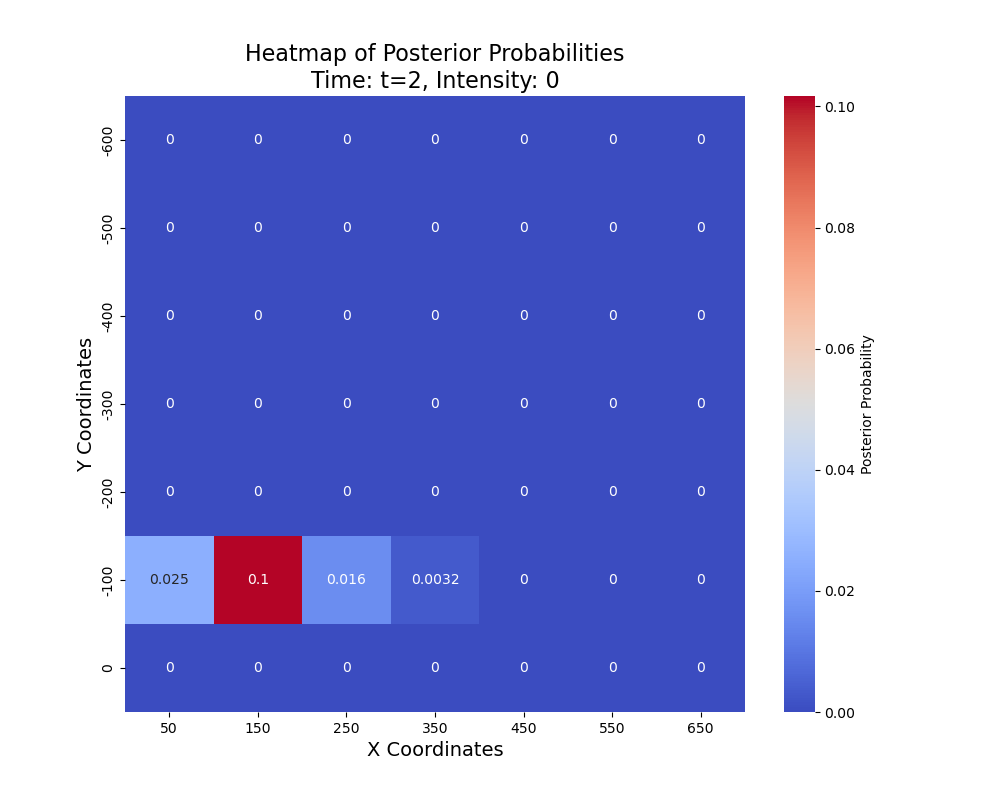 Heatmap of Posterior Probabilities
Time: t=2, Intensity: 0
-600 0 0 0 0 0 0 0
-500 0 0 0 0 0 0 0
-400 0 0 0 0 0 0 0
-300 0 0 0 0 0 0 0
-200 0 0 0 0 0 0 0
-100 0.025 0.1 0.016 0.0032 0 0 0
0 0 0 0 0 0 0 0
50 150 250 350 450 550 650
X Coordinates
Y Coordinates
0.10
0.08
0.06
0.04
0.02
0.00
Posterior Probability